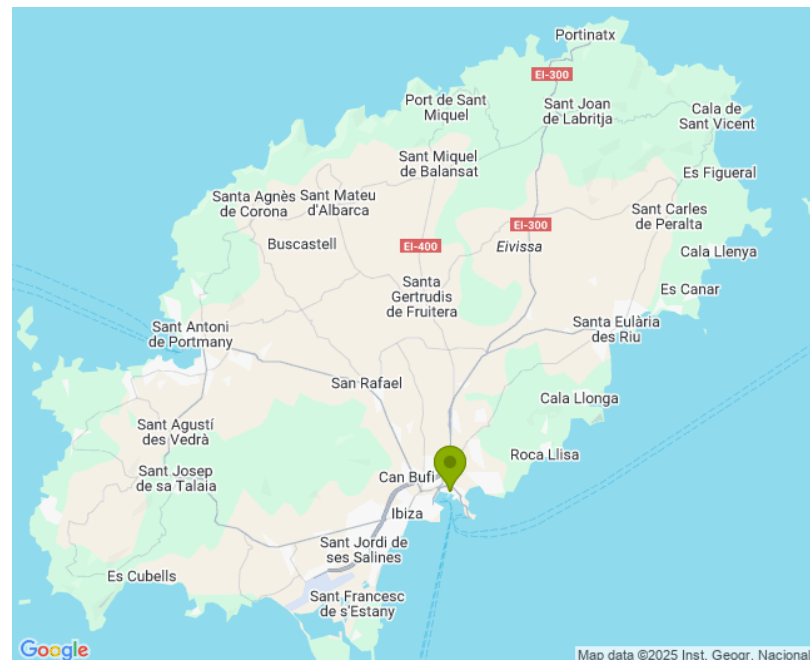 Portinatx
EI-300
Port de Sant
Miquel
Sant Joan
de Labritja
Cala de
Sant Vicent
Sant Miquel
de Balansat
Es Figueral
Santa Agnès
de Corona
Sant Mateu
d'Albarca
Sant Carles
de Peralta
EI-300
Buscastell
EI-400
Eivissa
Cala Llenya
Santa
Gertrudis
de Fruitera
Es Canar
Sant Antoni
de Portmany
Santa Eulària
des Riu
San Rafael
Cala Llonga
Sant Agustí
des Vedrà
Roca Llisa
Sant Josep
de sa Talaia
Can Bufi
Ibiza
Sant Jordi de
ses Salines
Es Cubells
Sant Francesc
de s'Estany
Google
Map data ©2025 Inst. Geogr. Nacional